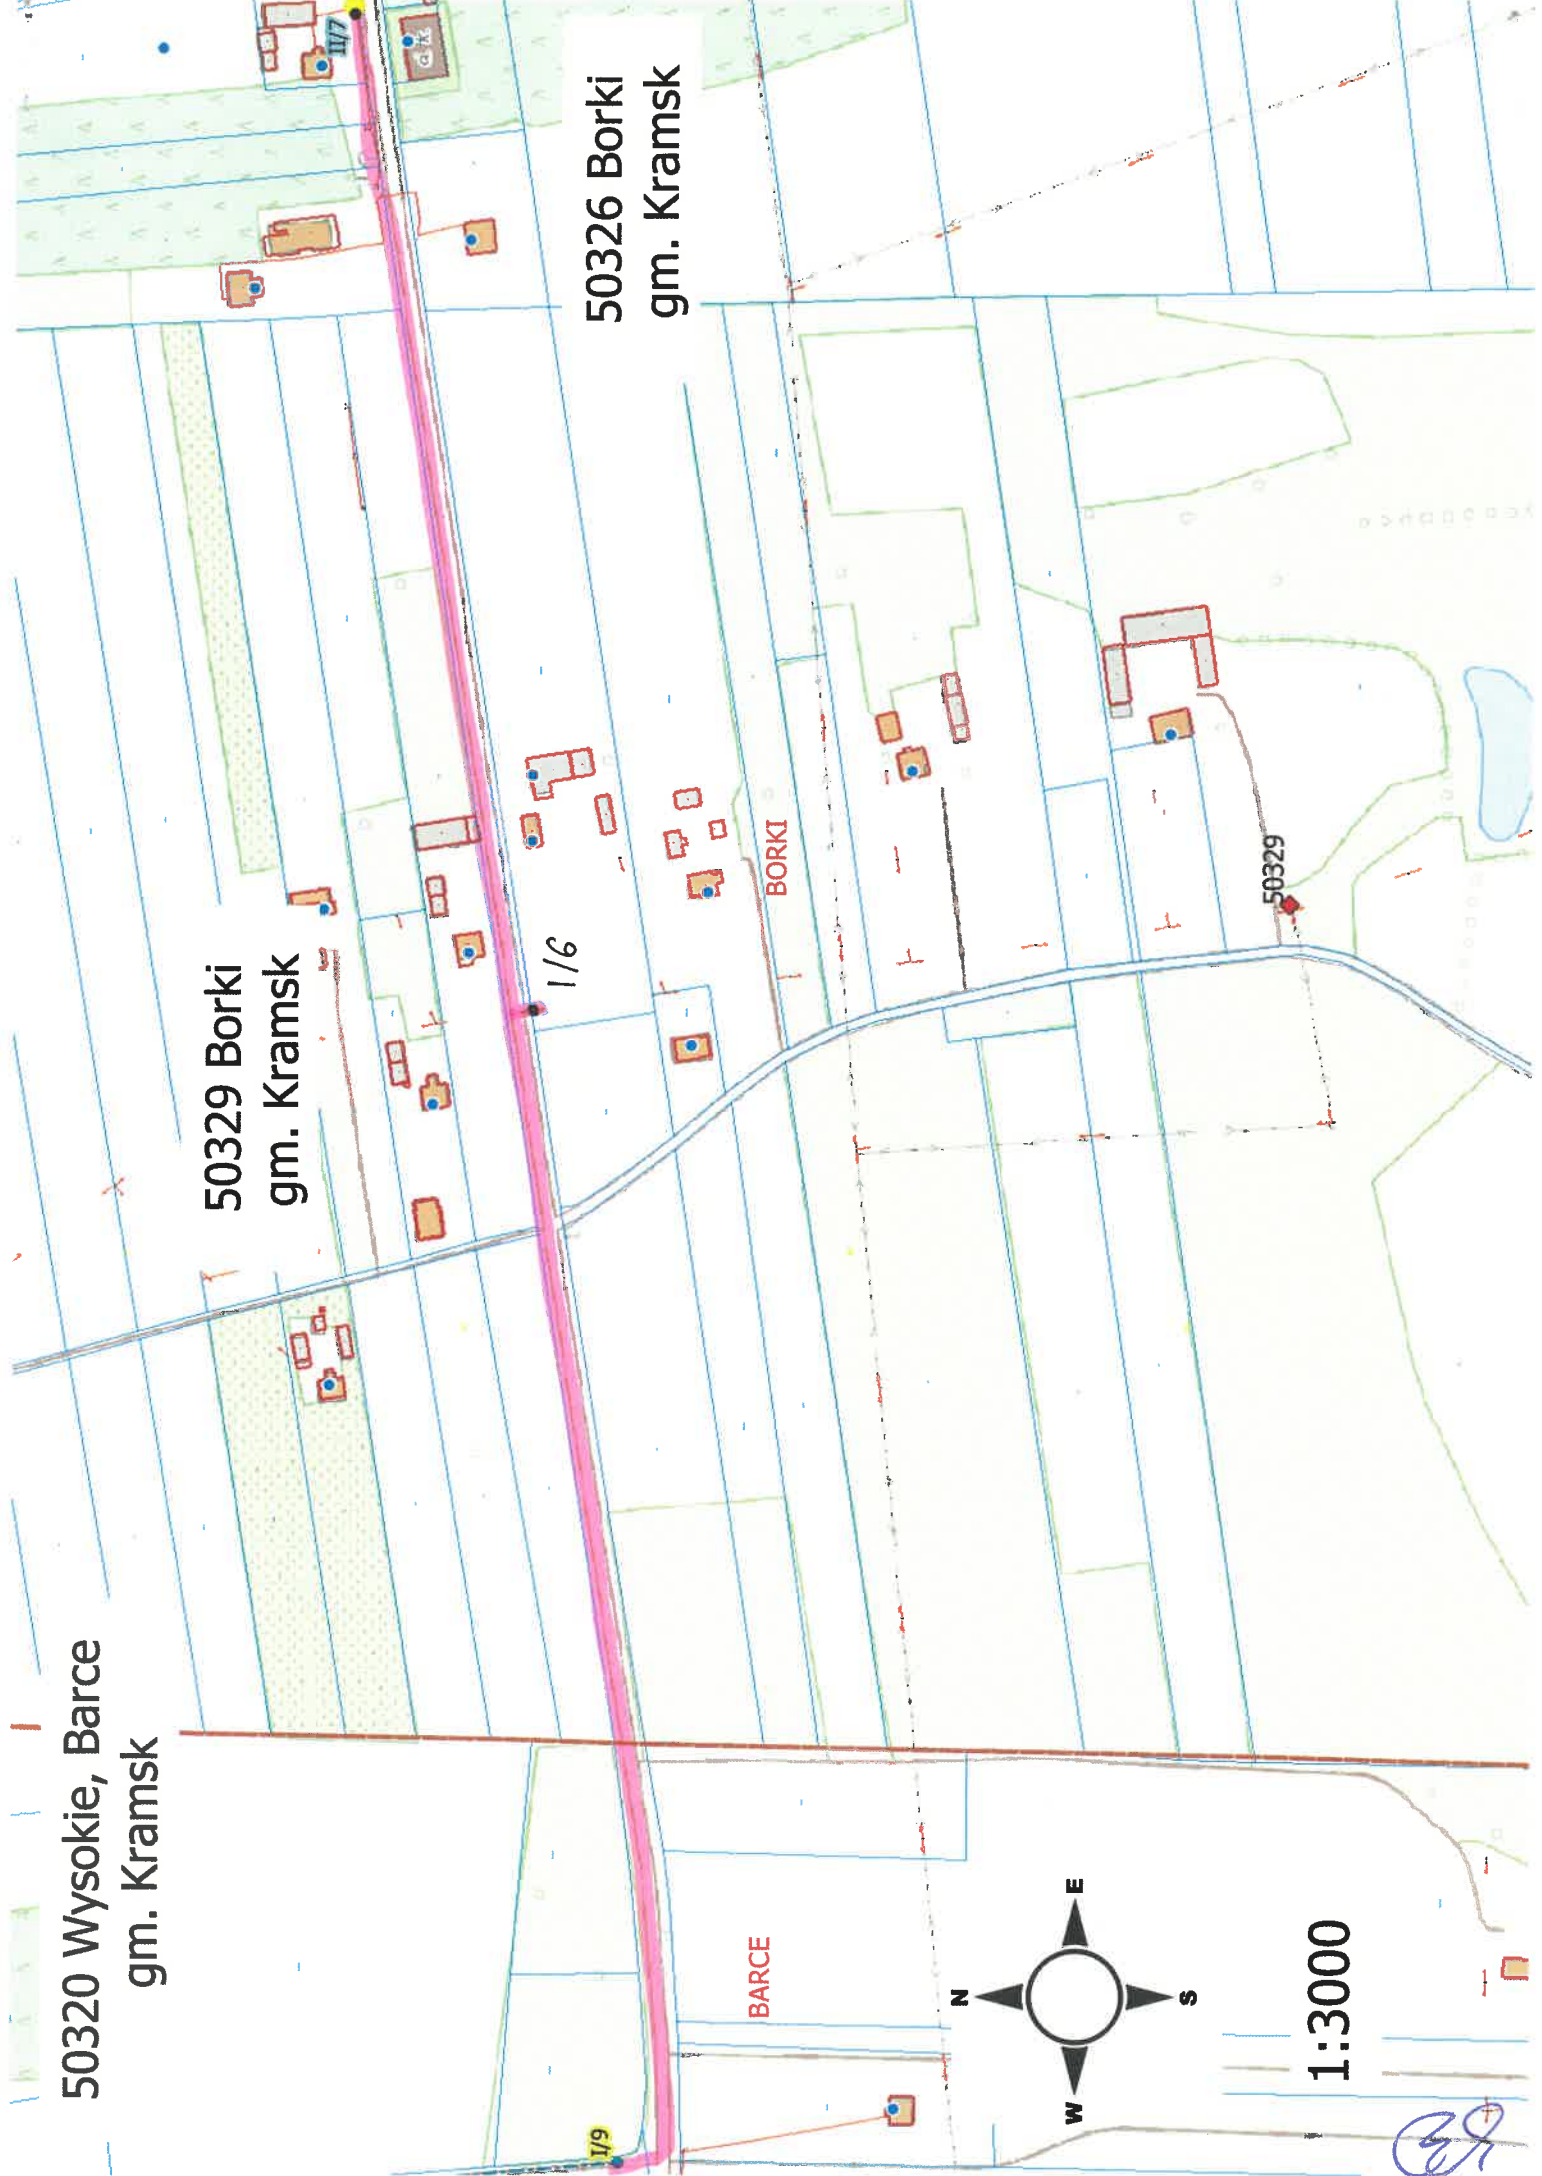 50320 Wysokie, Barce
gm. Kramsk
50329 Borki
gm. Kramsk
50326 Borki
gm. Kramsk
I/9
1/6
II/7
d.k.
BARCE
BORKI
50329
N
W
E
S
1:3000